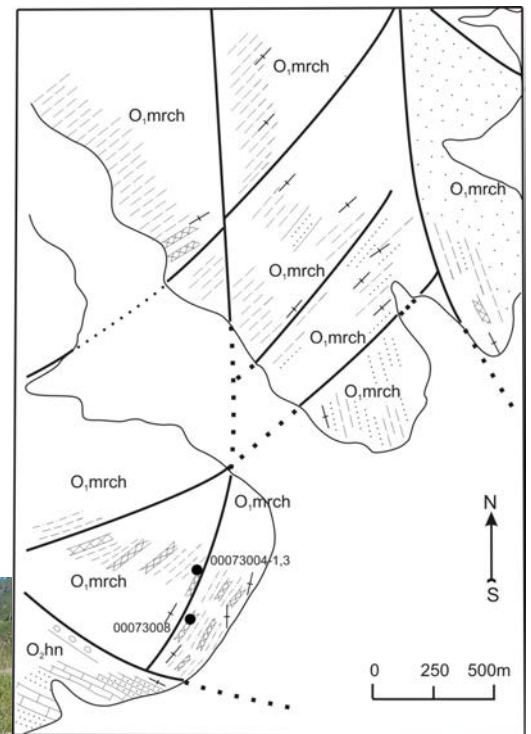 O₁mrch
O₁mrch
O₁mrch
O₁mrch
O₁mrch
O₁mrch
O₁mrch
O₁mrch
00073004-1,3
O₁mrch
00073008
O₂hn
N
S
0 250 500m